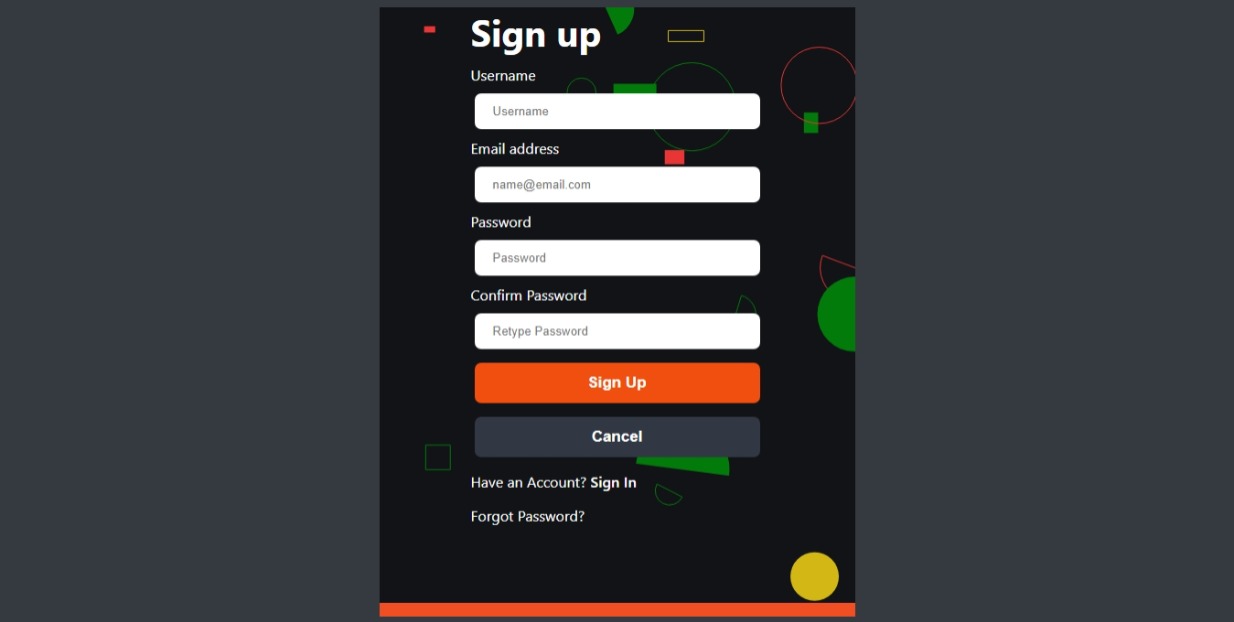 Sign up
Username
Username
Email address
name@email.com
Password
Password
Confirm Password
Retype Password
Sign Up
Cancel
Have an Account? Sign In
Forgot Password?